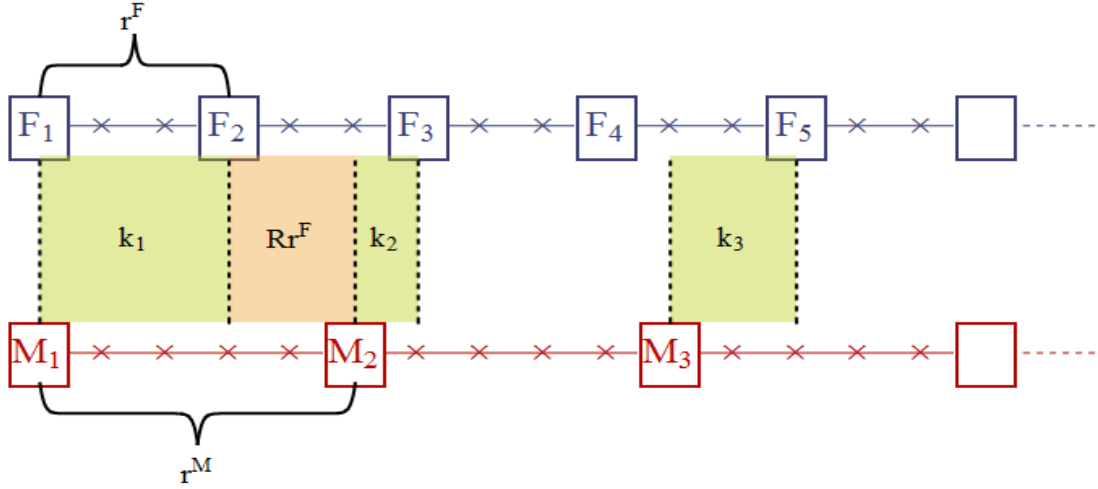 r^F
F₁ F₂ F₃ F₄ F₅
k₁ Rr^F k₂ k₃
M₁ M₂ M₃
r^M